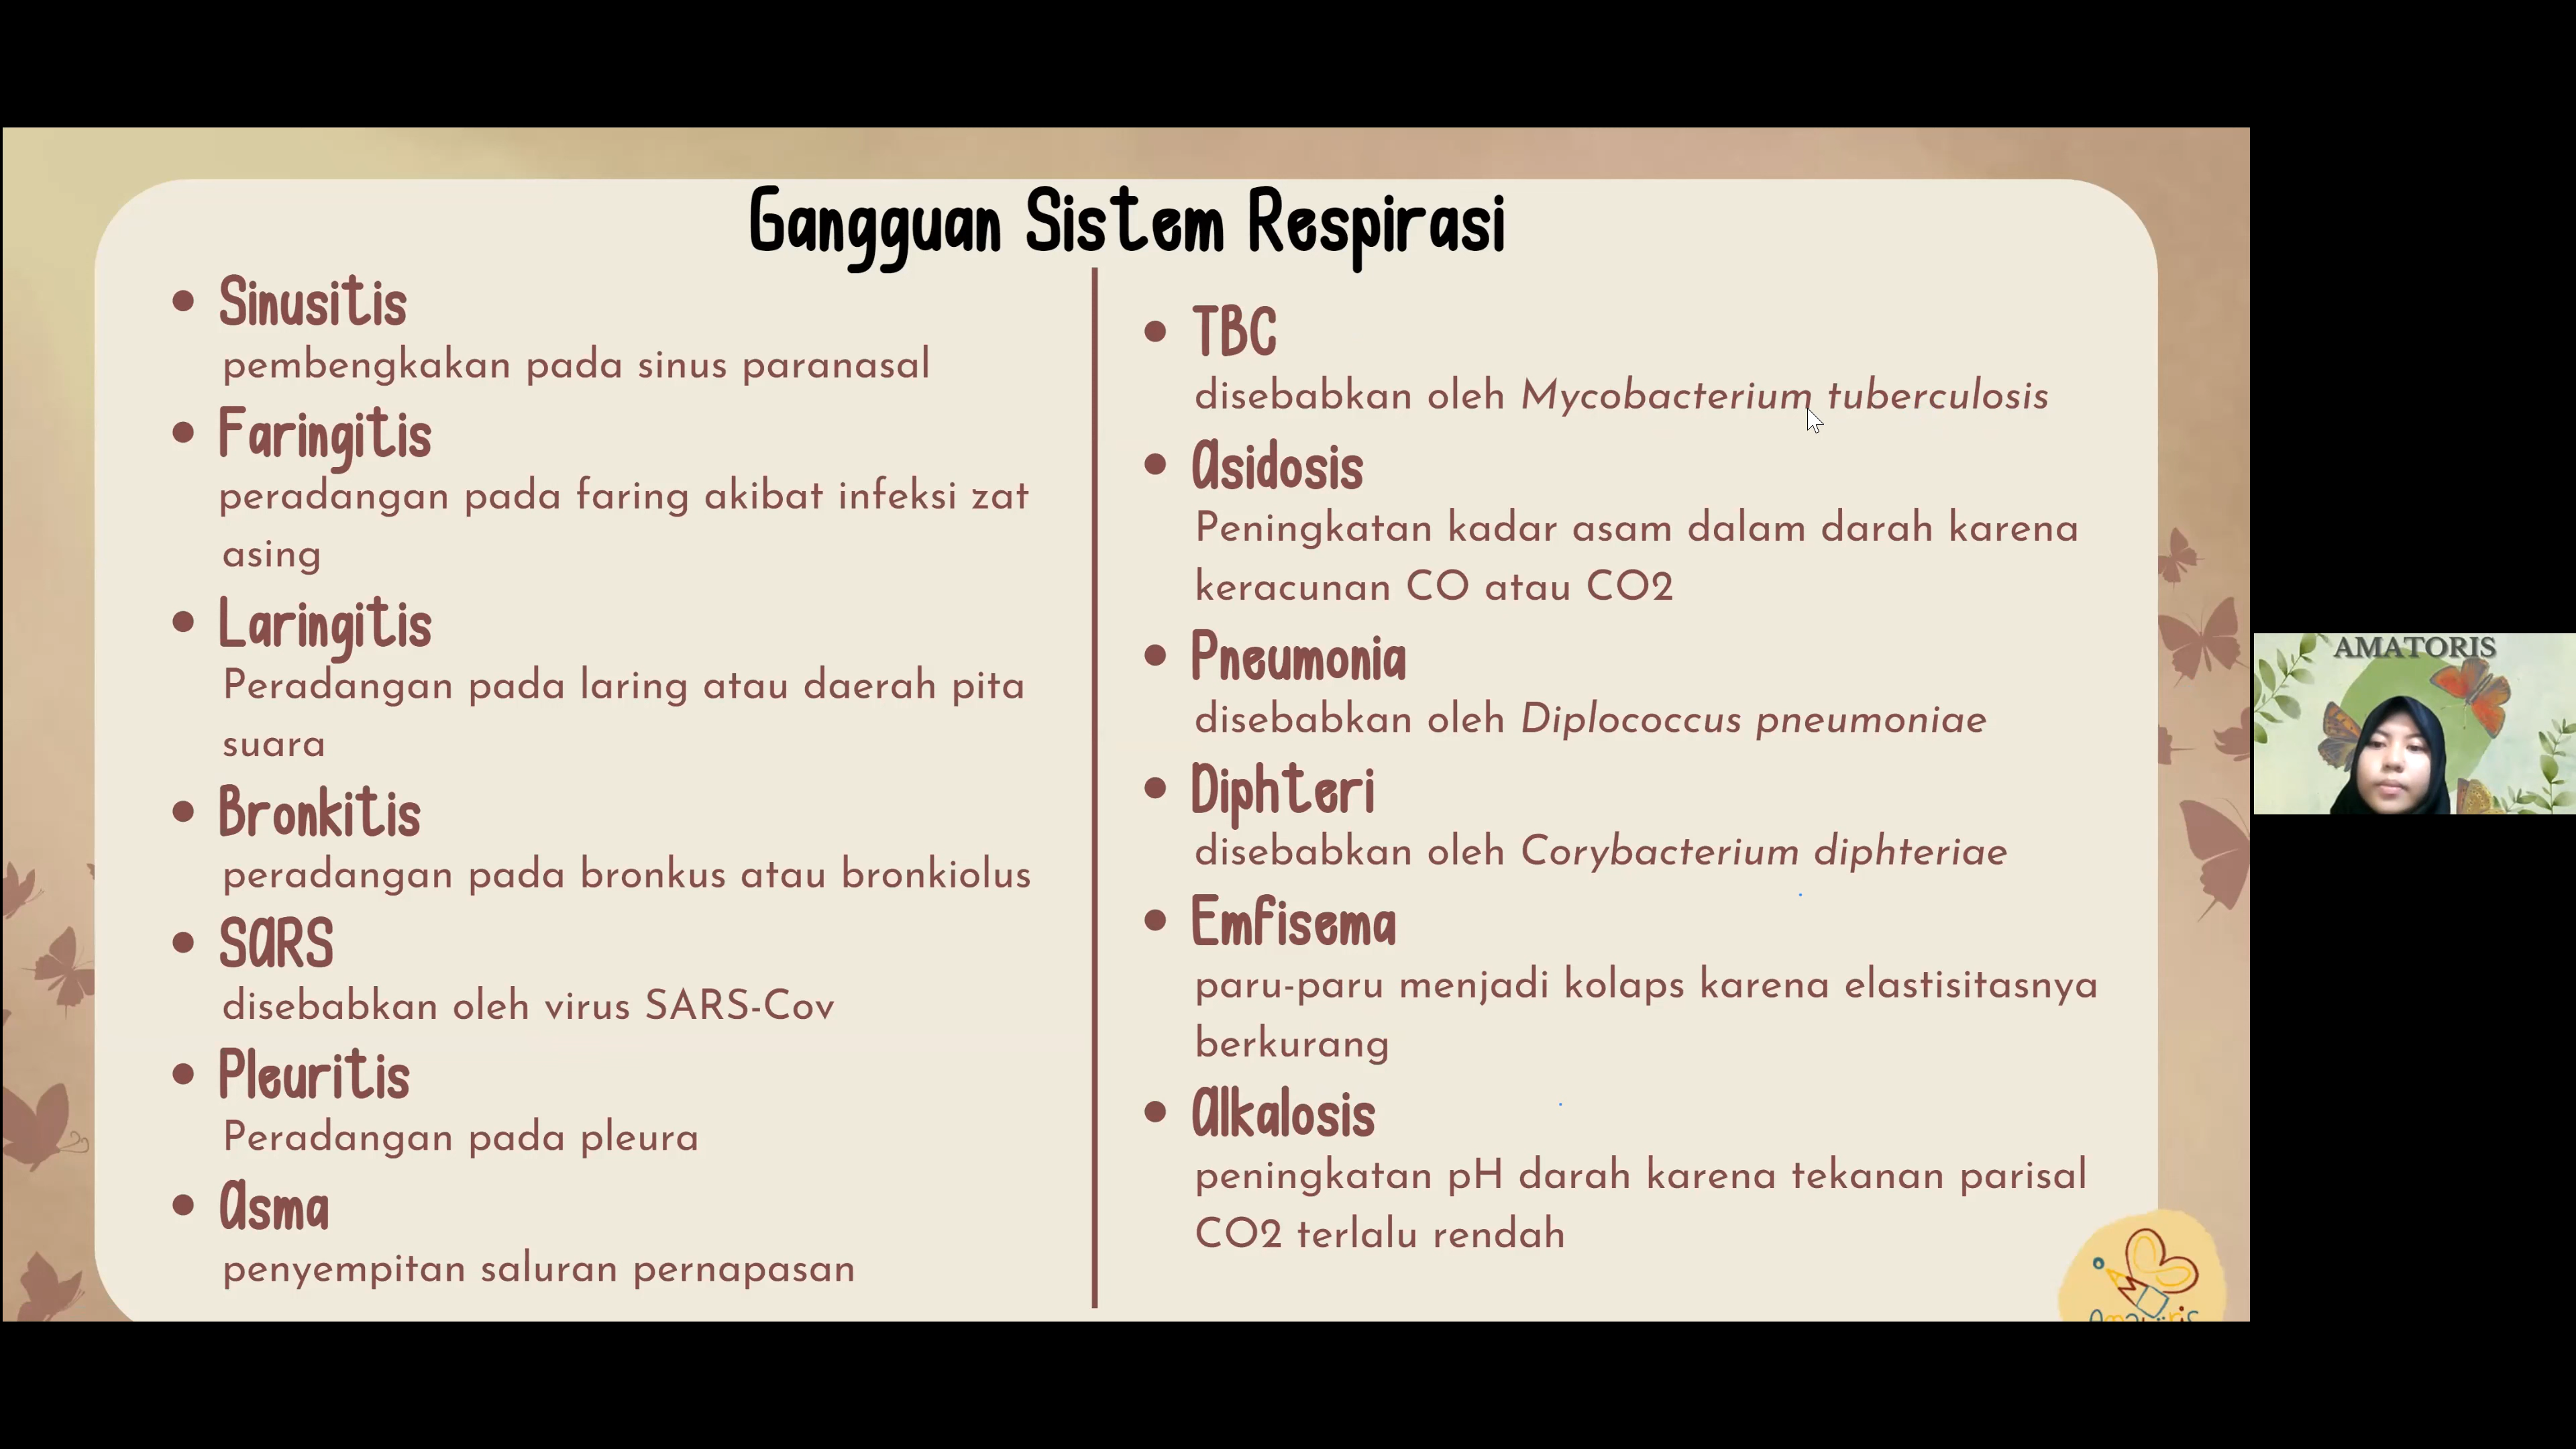 Gangguan Sistem Respirasi
• Sinusitis
pembengkakan pada sinus paranasal
• Faringitis
peradangan pada faring akibat infeksi zat
asing
• Laringitis
Peradangan pada laring atau daerah pita
suara
• Bronkitis
peradangan pada bronkus atau bronkiolus
• SARS
disebabkan oleh virus SARS-Cov
• Pleuritis
Peradangan pada pleura
• Asma
penyempitan saluran pernapasan
• TBC
disebabkan oleh Mycobacterium tuberculosis
• Asidosis
Peningkatan kadar asam dalam darah karena
keracunan CO atau CO2
• Pneumonia
disebabkan oleh Diplococcus pneumoniae
• Diphteri
disebabkan oleh Corybacterium diphteriae
• Emfisema
paru-paru menjadi kolaps karena elastisitasnya
berkurang
• Alkalosis
peningkatan pH darah karena tekanan parisal
CO2 terlalu rendah
AMATORIS